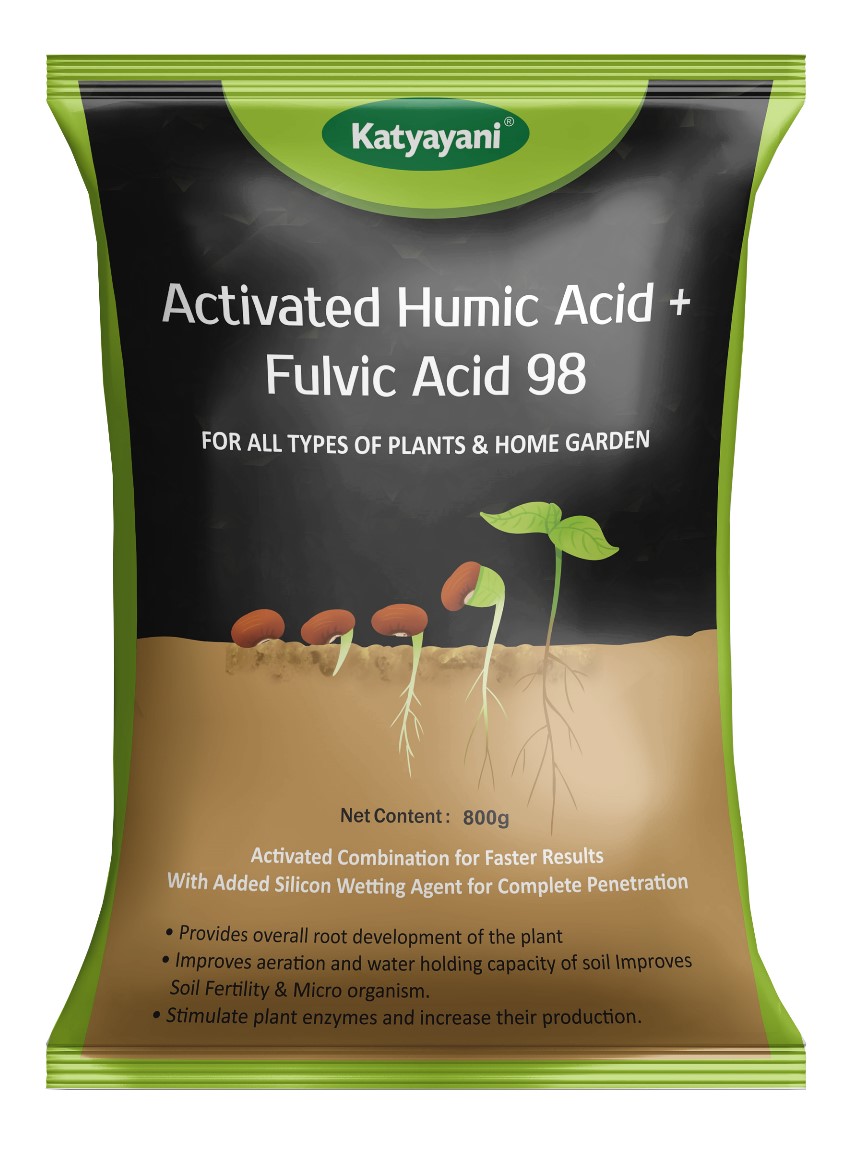 Katyayani®
Activated Humic Acid +
Fulvic Acid 98
FOR ALL TYPES OF PLANTS & HOME GARDEN
Net Content: 800g
Activated Combination for Faster Results
With Added Silicon Wetting Agent for Complete Penetration
• Provides overall root development of the plant
• Improves aeration and water holding capacity of soil Improves
Soil Fertility & Micro organism.
• Stimulate plant enzymes and increase their production.